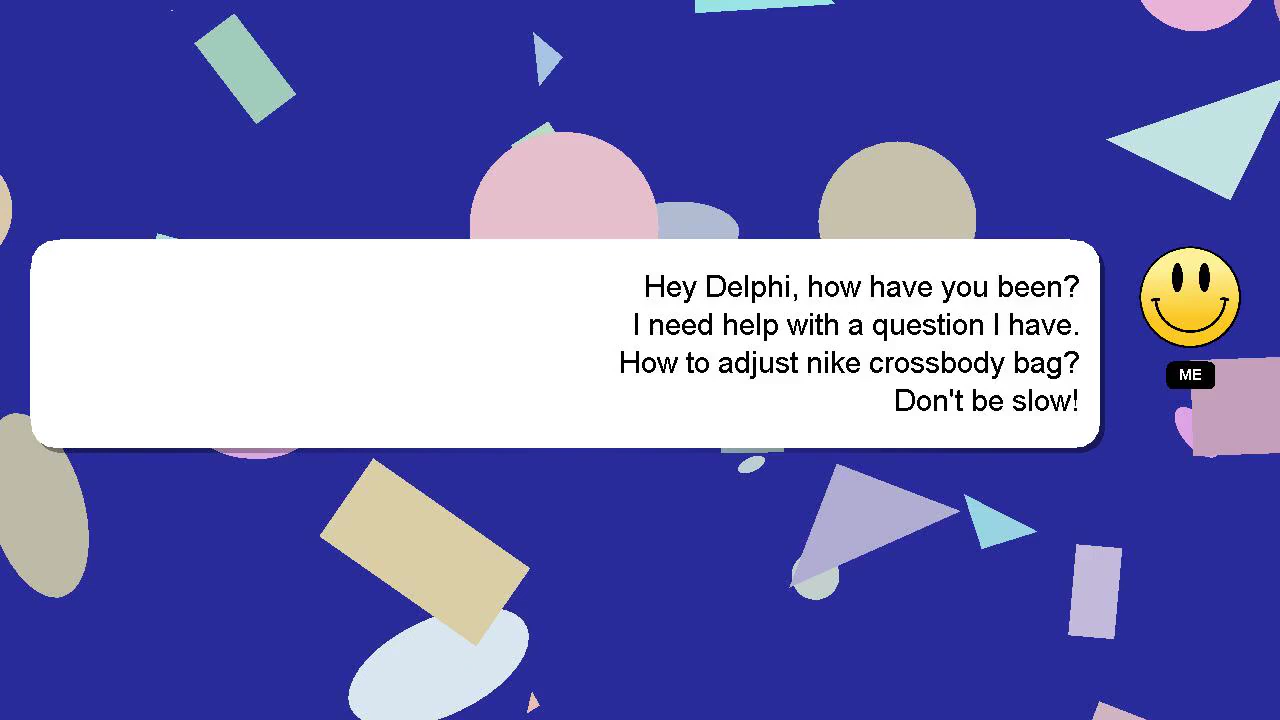 Hey Delphi, how have you been?
I need help with a question I have.
How to adjust nike crossbody bag?
Don't be slow!
ME